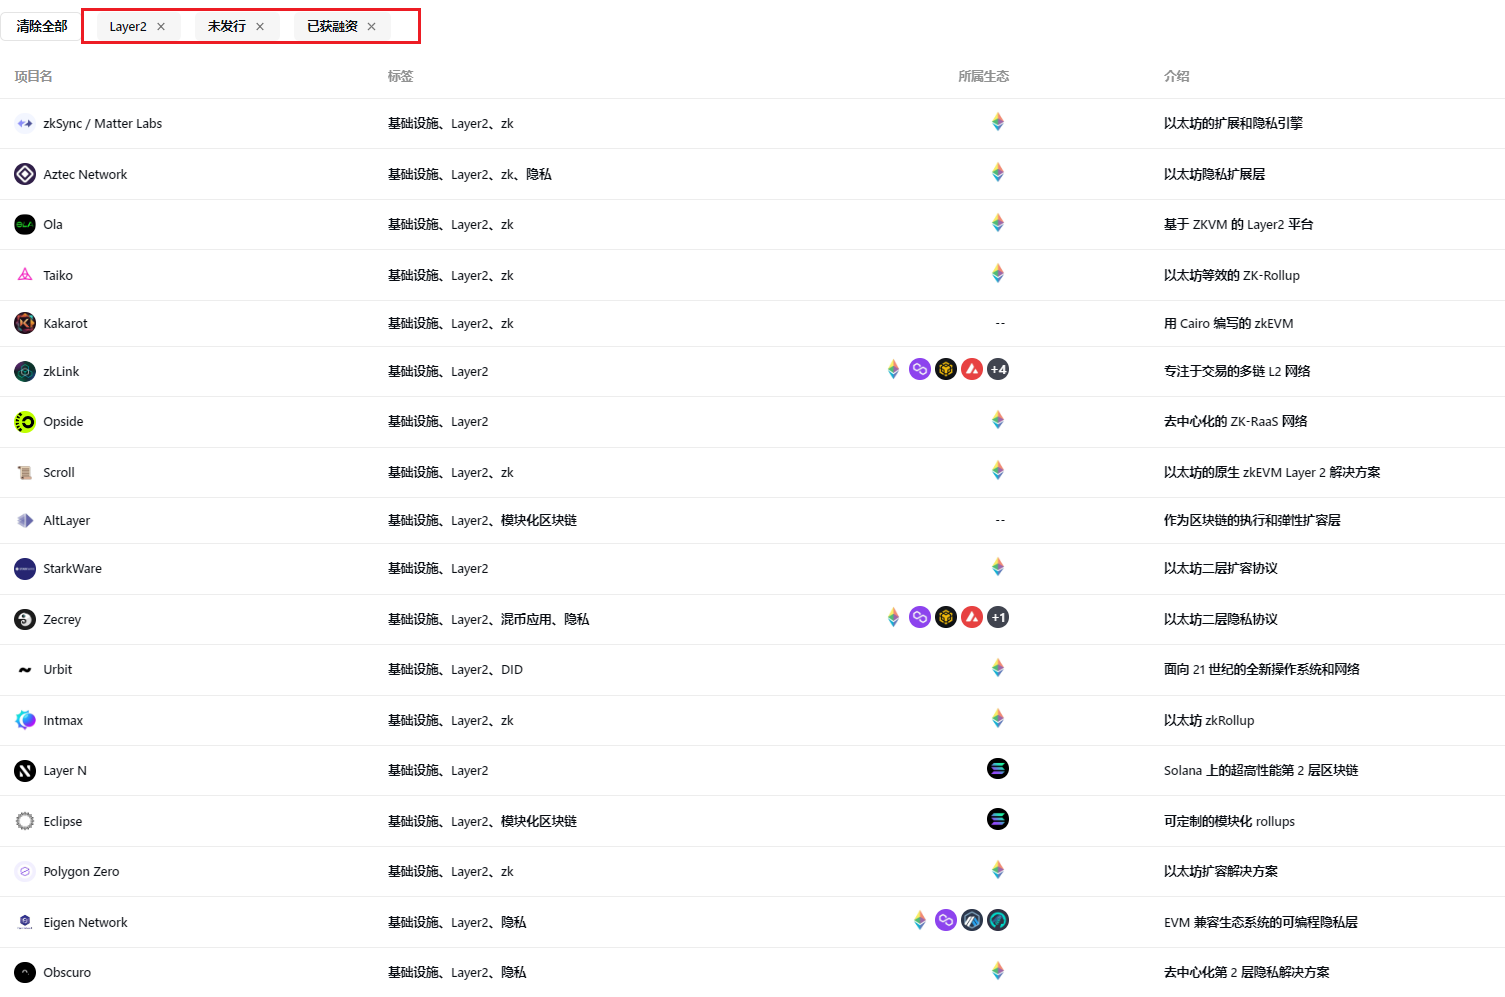 清除全部 Layer2 × 未发行 × 已获融资 ×
项目名 标签 所属生态 介绍
zkSync / Matter Labs 基础设施、Layer2、zk 以太坊的扩展和隐私引擎
Aztec Network 基础设施、Layer2、zk、隐私 以太坊隐私扩展层
Ola 基础设施、Layer2、zk 基于 ZKVM 的 Layer2 平台
Taiko 基础设施、Layer2、zk 以太坊等效的 ZK-Rollup
Kakarot 基础设施、Layer2、zk -- 用 Cairo 编写的 zkEVM
zkLink 基础设施、Layer2 +4 专注于交易的多链 L2 网络
Opside 基础设施、Layer2 去中心化的 ZK-RaaS 网络
Scroll 基础设施、Layer2、zk 以太坊的原生 zkEVM Layer 2 解决方案
AltLayer 基础设施、Layer2、模块化区块链 -- 作为区块链的执行和弹性扩容层
StarkWare 基础设施、Layer2 以太坊二层扩容协议
Zecrey 基础设施、Layer2、混币应用、隐私 +1 以太坊二层隐私协议
Urbit 基础设施、Layer2、DID 面向 21 世纪的全新操作系统和网络
Intmax 基础设施、Layer2、zk 以太坊 zkRollup
Layer N 基础设施、Layer2 Solana 上的超高性能第 2 层区块链
Eclipse 基础设施、Layer2、模块化区块链 可定制的模块化 rollups
Polygon Zero 基础设施、Layer2、zk 以太坊扩容解决方案
Eigen Network 基础设施、Layer2、隐私 EVM 兼容生态系统的可编程隐私层
Obscuro 基础设施、Layer2、隐私 去中心化第 2 层隐私解决方案